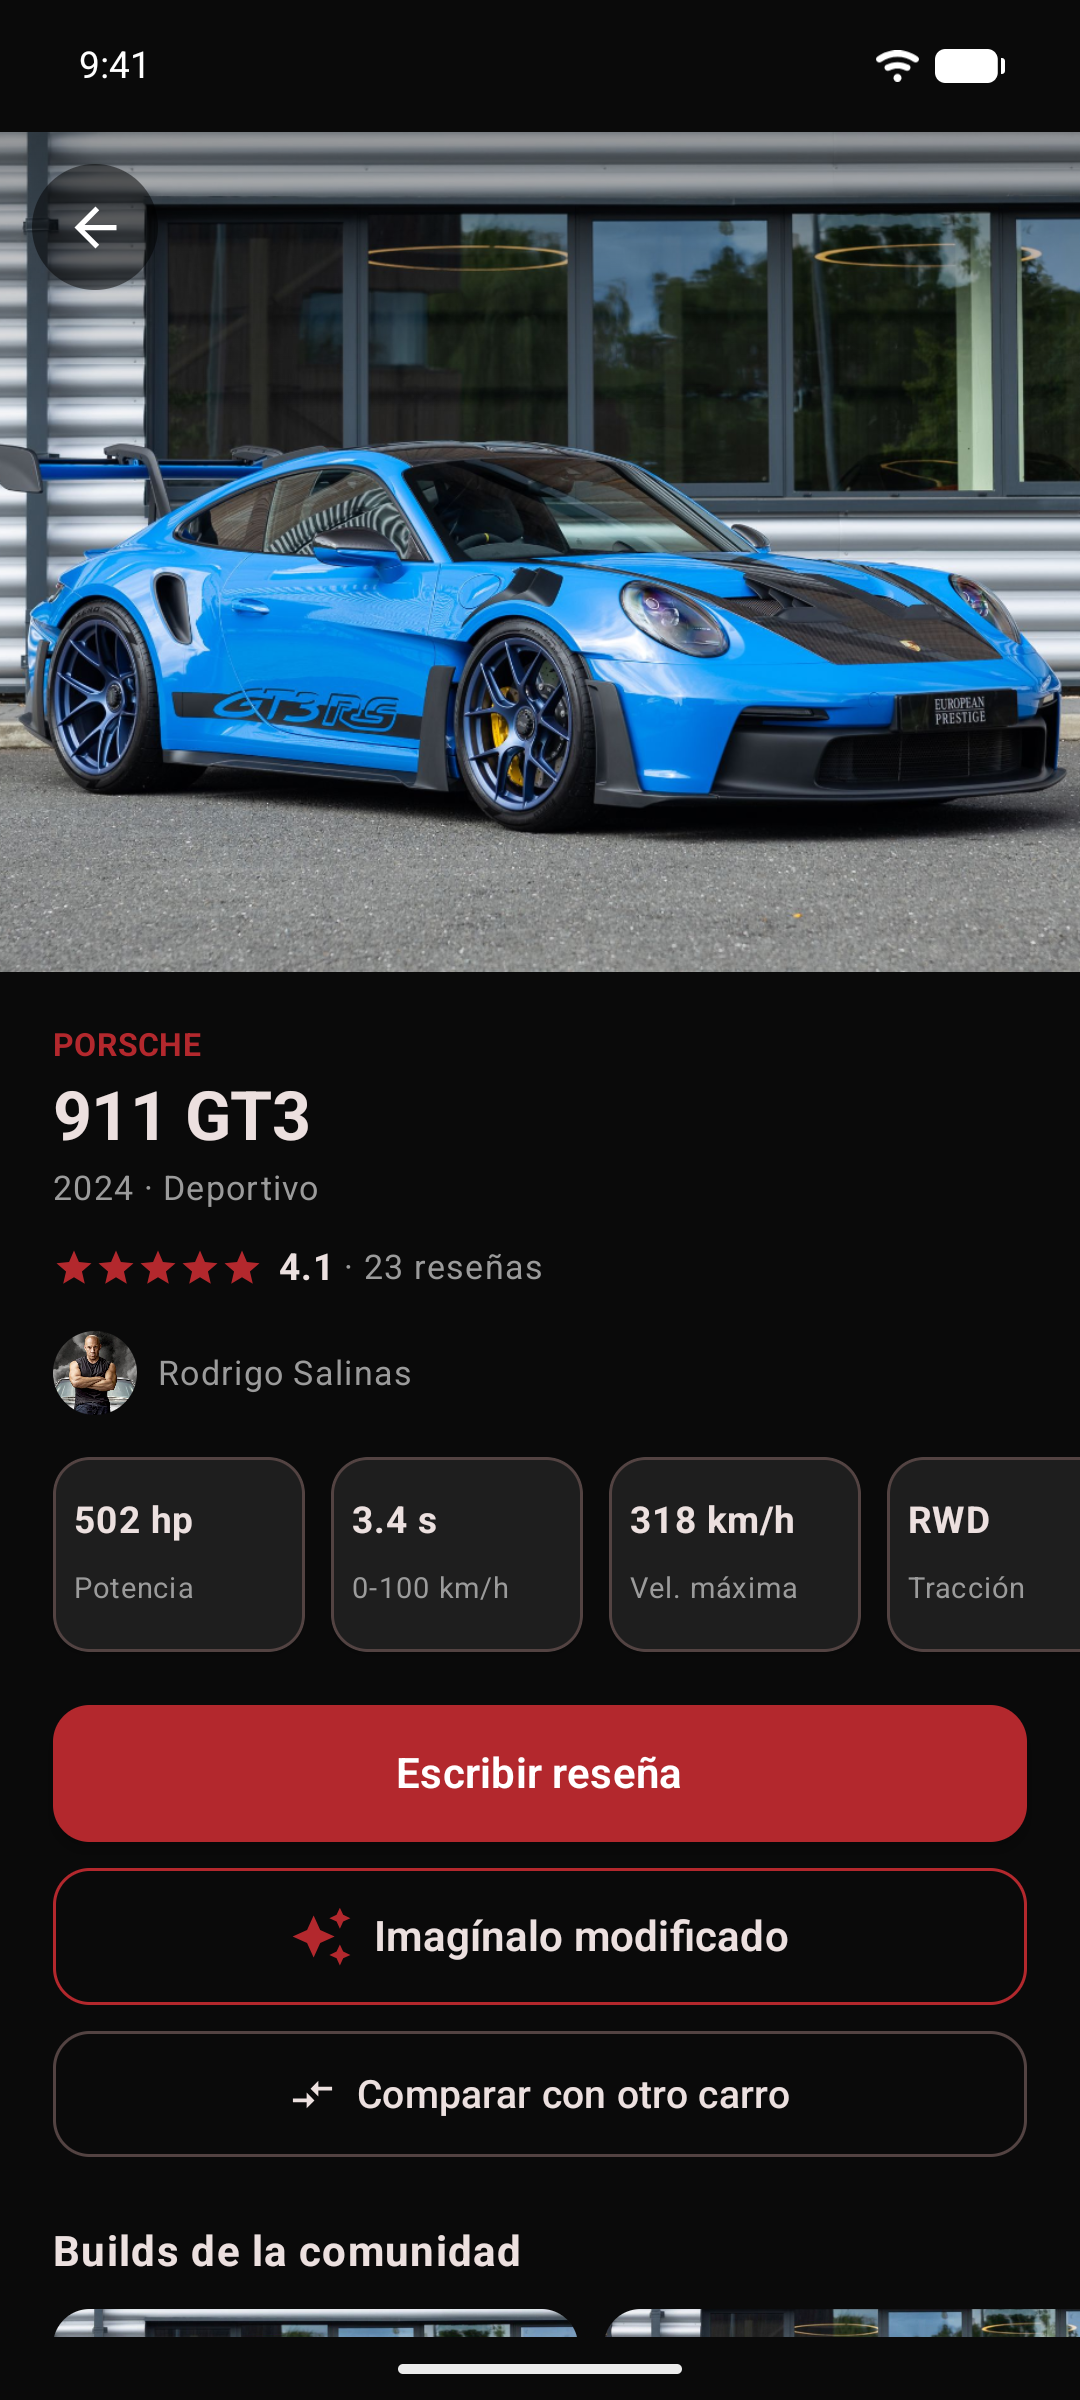 9:41
GT3 RS
EUROPEAN
PRESTIGE
PORSCHE
911 GT3
2024 · Deportivo
4.1 · 23 reseñas
Rodrigo Salinas
502 hp
Potencia
3.4 s
0-100 km/h
318 km/h
Vel. máxima
RWD
Tracción
Escribir reseña
Imagínalo modificado
Comparar con otro carro
Builds de la comunidad